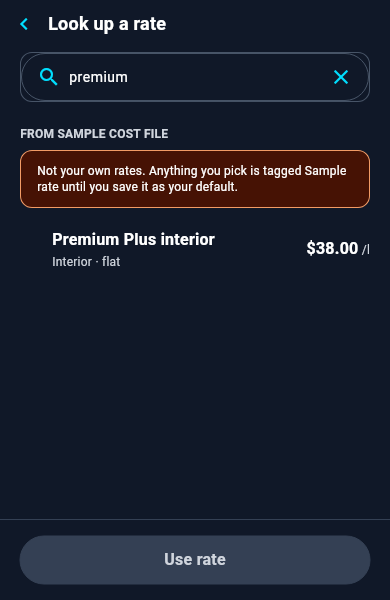 Look up a rate
premium
FROM SAMPLE COST FILE
Not your own rates. Anything you pick is tagged Sample
rate until you save it as your default.
Premium Plus interior
$38.00 /l
Interior · flat
Use rate